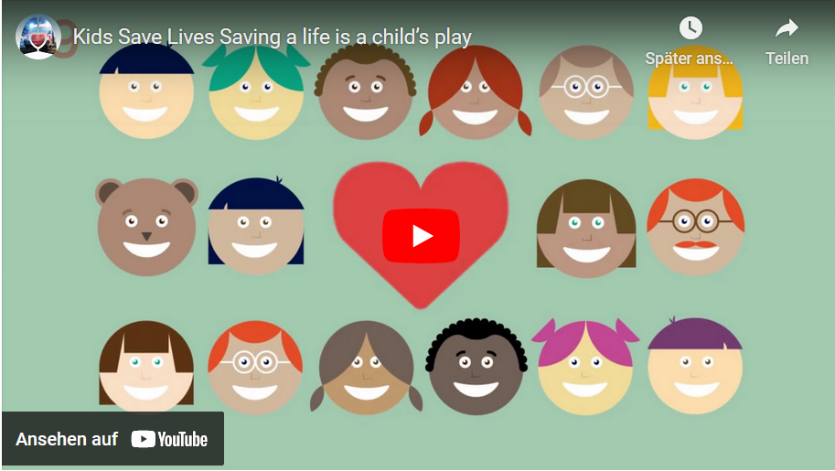 Kids Save Lives Saving a life is a child’s play
Später ans...
Teilen
Ansehen auf YouTube